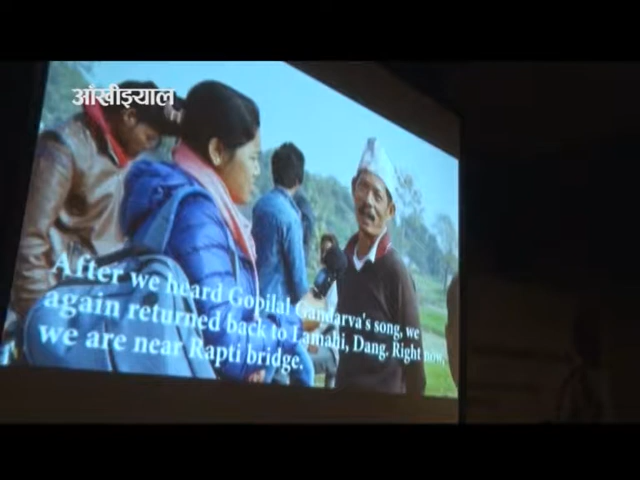 आँखीझ्याल
After we heard Gopilal Gandarva's song, we
again returned back to Lamahi, Dang. Right now,
we are near Rapti bridge.